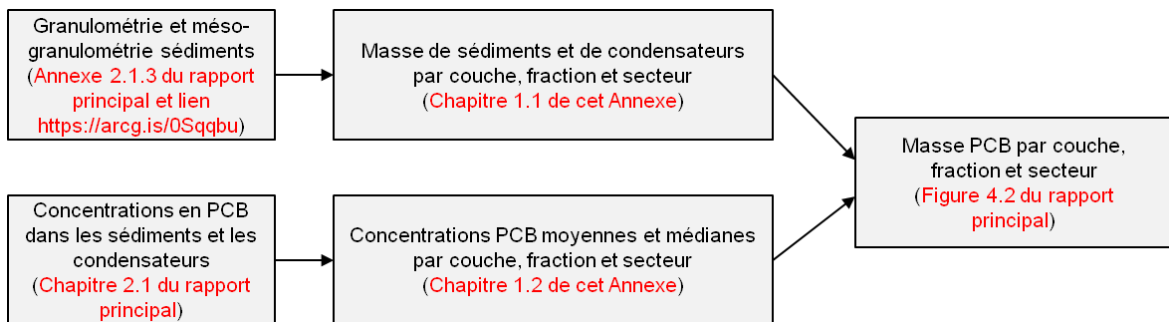 Granulométrie et méso-
granulométrie sédiments
(Annexe 2.1.3 du rapport
principal et lien
https://arcg.is/0Sqqbu)
Masse de sédiments et de condensateurs
par couche, fraction et secteur
(Chapitre 1.1 de cet Annexe)
Masse PCB par couche,
fraction et secteur
(Figure 4.2 du rapport
principal)
Concentrations en PCB
dans les sédiments et les
condensateurs
(Chapitre 2.1 du rapport
principal)
Concentrations PCB moyennes et médianes
par couche, fraction et secteur
(Chapitre 1.2 de cet Annexe)